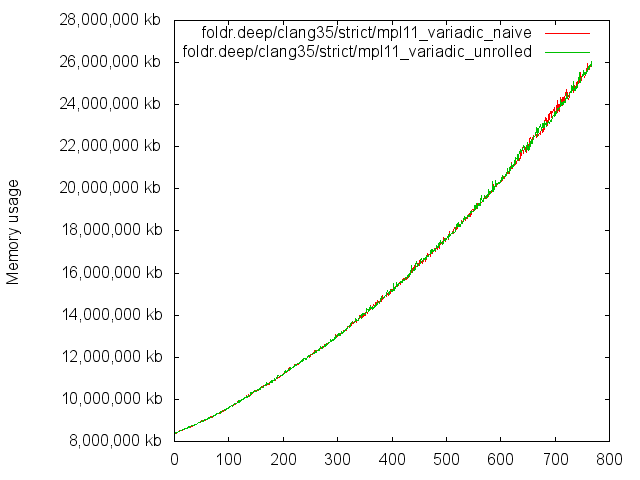 28,000,000 kb
foldr.deep/clang35/strict/mpl11_variadic_naive
foldr.deep/clang35/strict/mpl11_variadic_unrolled
26,000,000 kb
24,000,000 kb
22,000,000 kb
20,000,000 kb
18,000,000 kb
16,000,000 kb
14,000,000 kb
12,000,000 kb
10,000,000 kb
8,000,000 kb
Memory usage
0 100 200 300 400 500 600 700 800